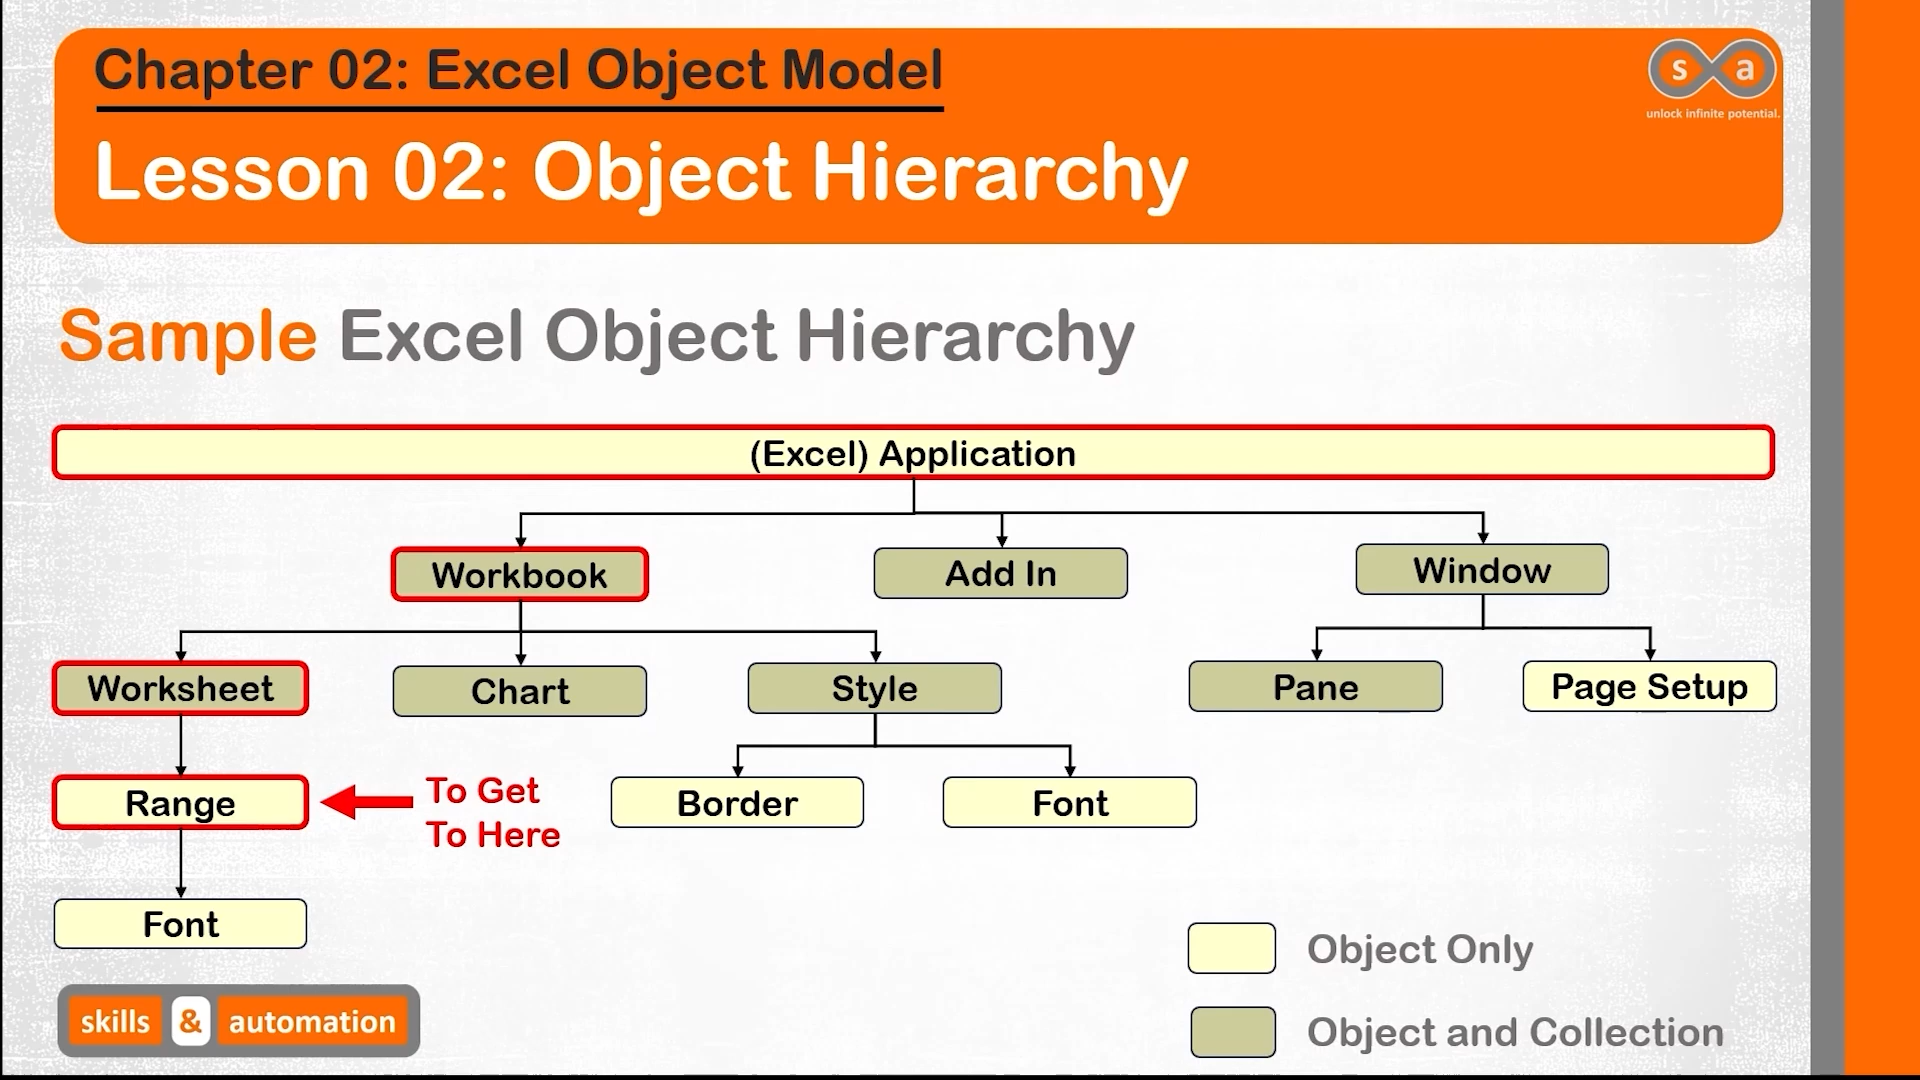 Chapter 02: Excel Object Model
s a
unlock infinite potential.
Lesson 02: Object Hierarchy
Sample Excel Object Hierarchy
(Excel) Application
Workbook
Add In
Window
Worksheet
Chart
Style
Pane
Page Setup
Range
To Get
To Here
Border
Font
Font
Object Only
Object and Collection
skills & automation